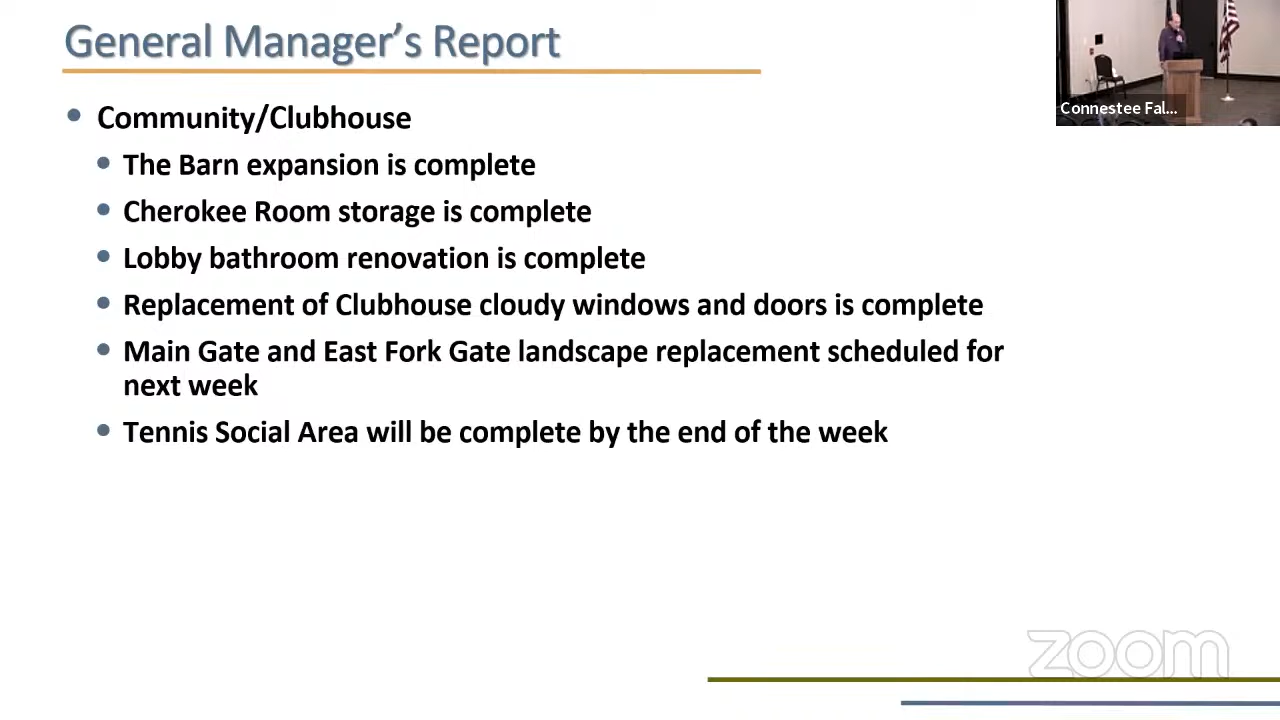 General Manager's Report
Connestee Fal...
Community/Clubhouse
The Barn expansion is complete
Cherokee Room storage is complete
Lobby bathroom renovation is complete
Replacement of Clubhouse cloudy windows and doors is complete
Main Gate and East Fork Gate landscape replacement scheduled for
next week
Tennis Social Area will be complete by the end of the week
zoom